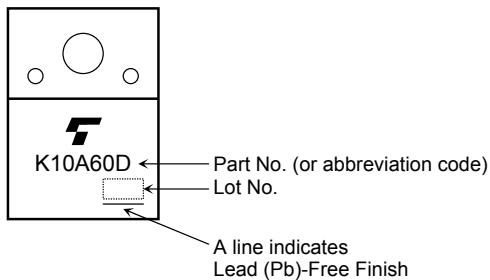 K10A60D
Part No. (or abbreviation code)
Lot No.
A line indicates
Lead (Pb)-Free Finish